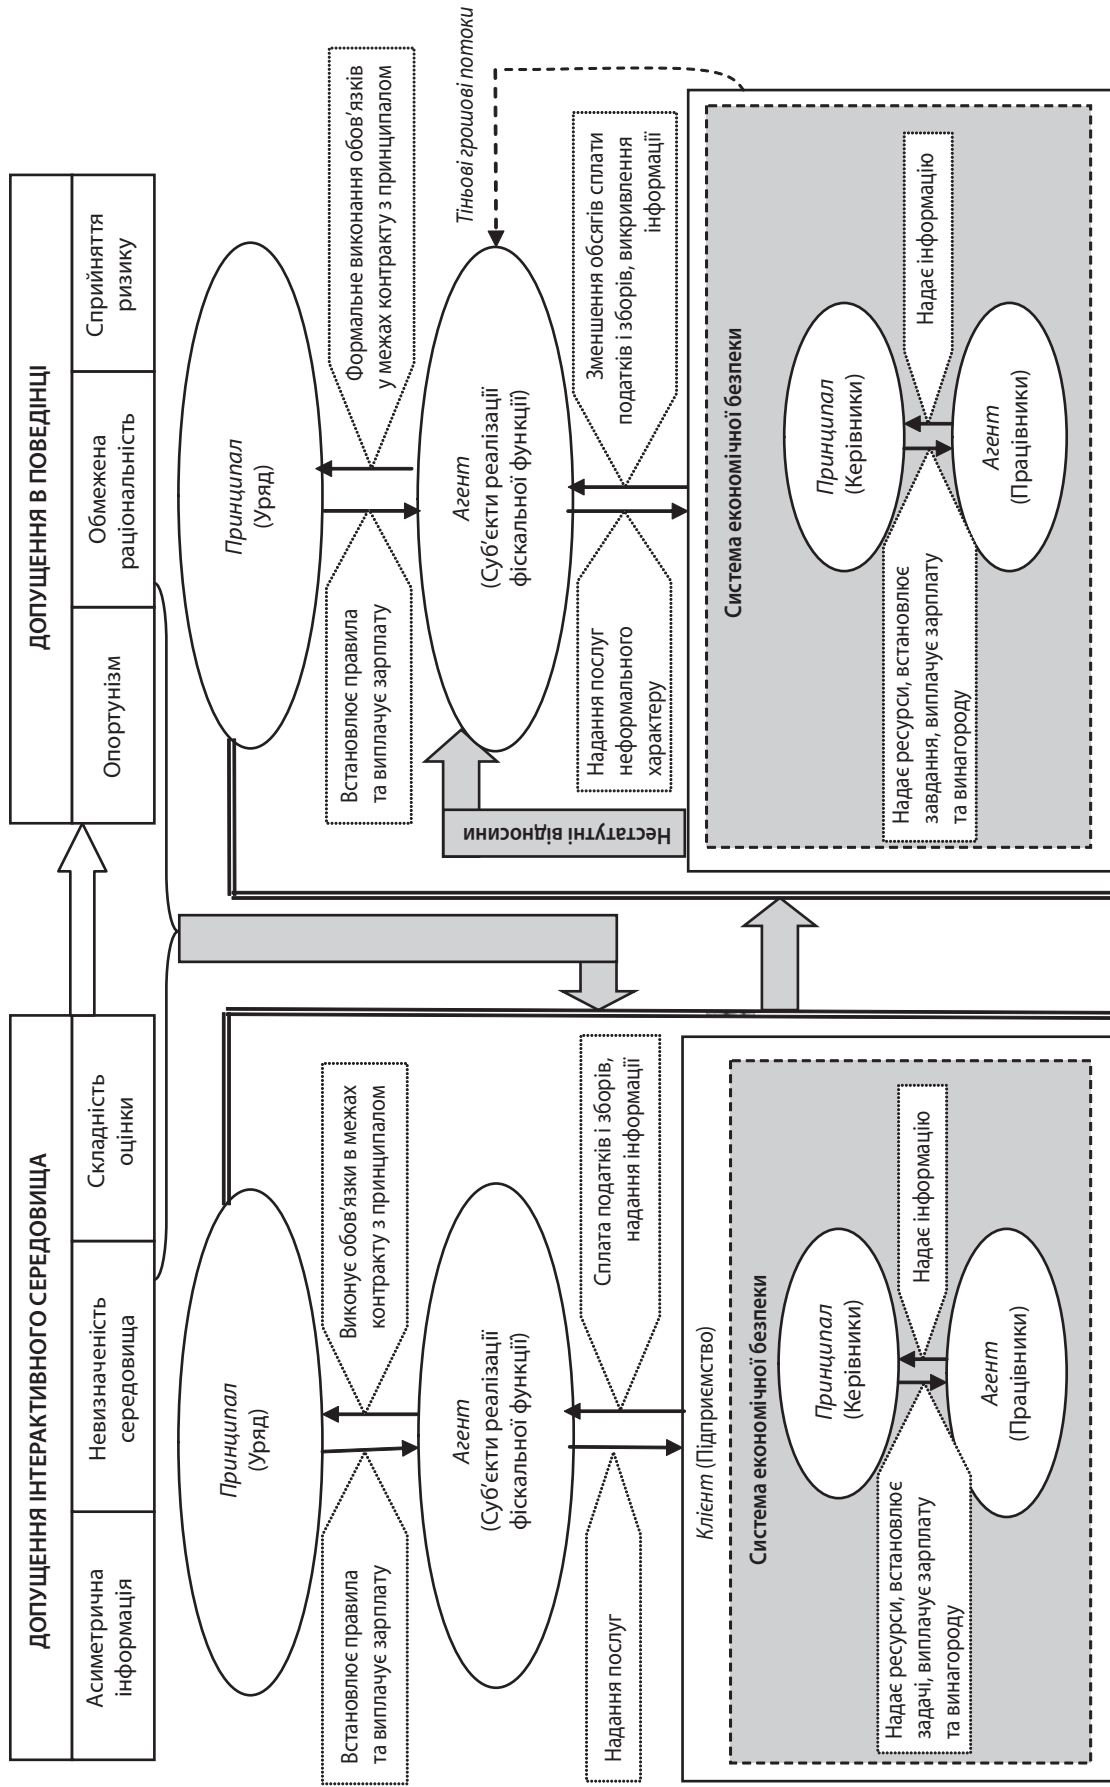 ДОПУЩЕННЯ ІНТЕРАКТИВНОГО СЕРЕДОВИЩА
Асиметрична
інформація
Невизначеність
середовища
Складність
оцінки
ДОПУЩЕННЯ В ПОВЕДІНЦІ
Опортунізм
Обмежена
раціональність
Сприйняття
ризику
Принципал
(Уряд)
Встановлює правила
та виплачує зарплату
Виконує обов’язки в межах
контракту з принципалом
Агент
(Суб’єкти реалізації
фіскальної функції)
Надання послуг
Сплата податків і зборів,
надання інформації
Клієнт (Підприємство)
Система економічної безпеки
Принципал
(Керівники)
Надає ресурси, встановлює
задачі, виплачує зарплату
та винагороду
Надає інформацію
Агент
(Працівники)
Принципал
(Уряд)
Встановлює правила
та виплачує зарплату
Формальне виконання обов’язків
у межах контракту з принципалом
Агент
(Суб’єкти реалізації
фіскальної функції)
Тіньові грошові потоки
Нестатутні відносини
Надання послуг
неформального
характеру
Зменшення обсягів сплати
податків і зборів, викривлення
інформації
Система економічної безпеки
Принципал
(Керівники)
Надає ресурси, встановлює
завдання, виплачує зарплату
та винагороду
Надає інформацію
Агент
(Працівники)